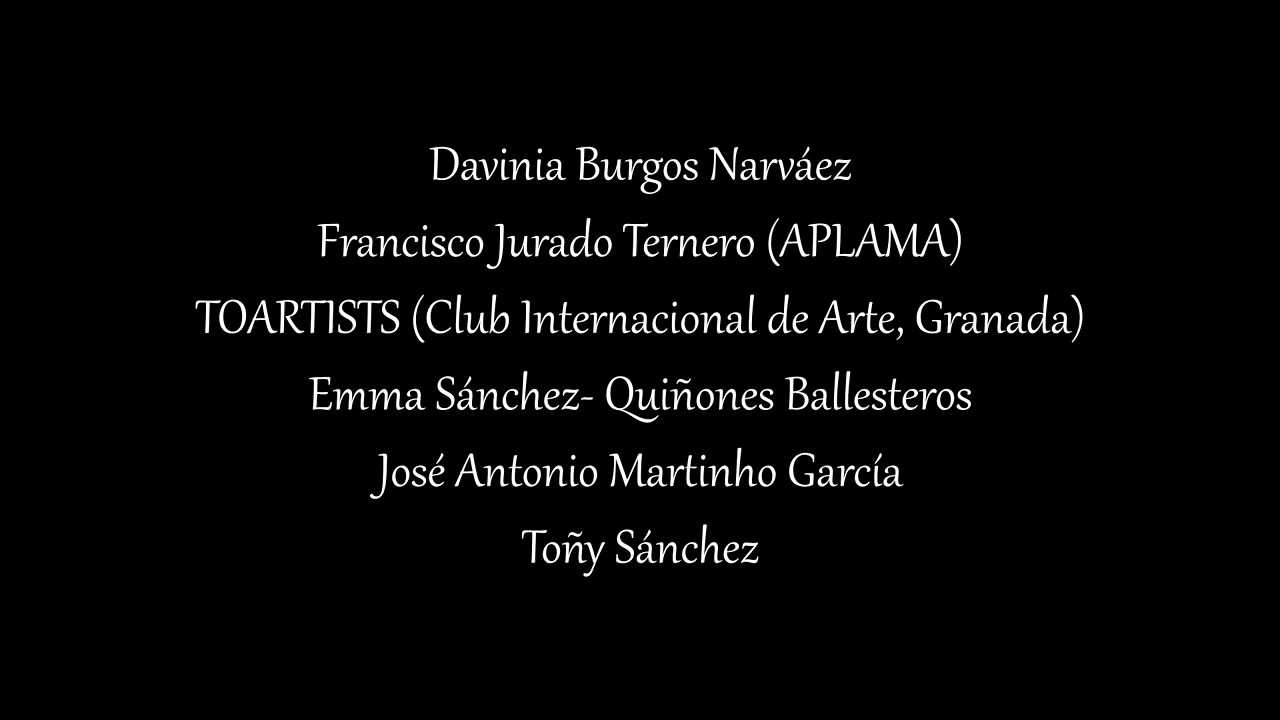 Davinia Burgos Narváez
Francisco Jurado Ternero (APLAMA)
TOARTISTS (Club Internacional de Arte, Granada)
Emma Sánchez- Quiñones Ballesteros
José Antonio Martinho García
Toñy Sánchez